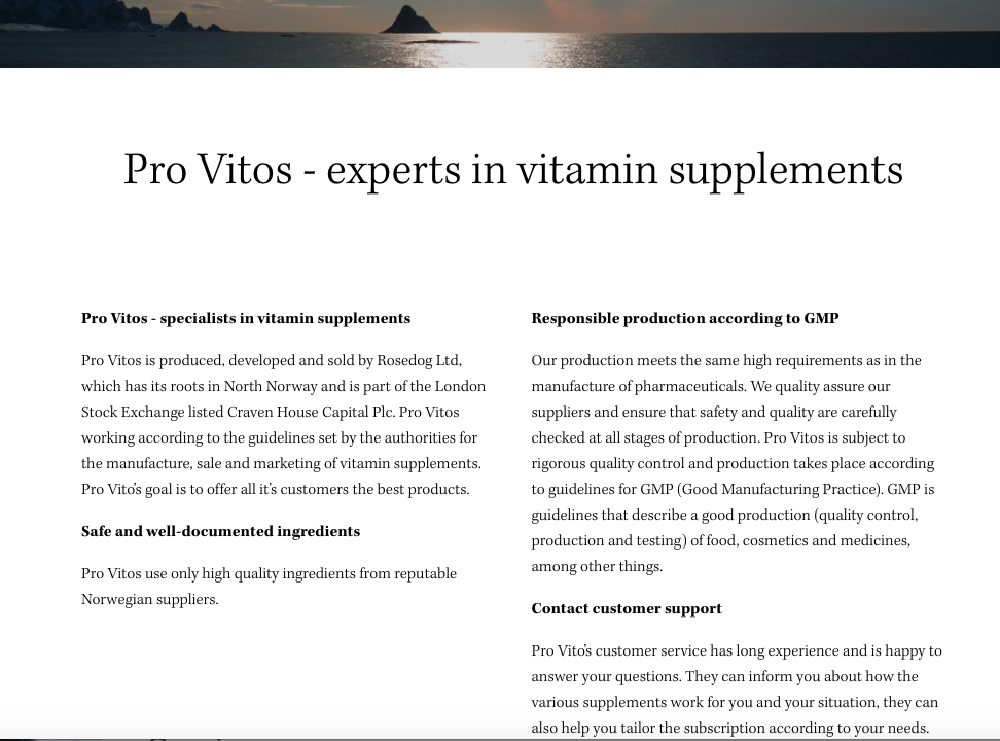 Pro Vitos - experts in vitamin supplements
Pro Vitos - specialists in vitamin supplements
Pro Vitos is produced, developed and sold by Rosedog Ltd,
which has its roots in North Norway and is part of the London
Stock Exchange listed Craven House Capital Plc. Pro Vitos
working according to the guidelines set by the authorities for
the manufacture, sale and marketing of vitamin supplements.
Pro Vito's goal is to offer all it's customers the best products.
Safe and well-documented ingredients
Pro Vitos use only high quality ingredients from reputable
Norwegian suppliers.
Responsible production according to GMP
Our production meets the same high requirements as in the
manufacture of pharmaceuticals. We quality assure our
suppliers and ensure that safety and quality are carefully
checked at all stages of production. Pro Vitos is subject to
rigorous quality control and production takes place according
to guidelines for GMP (Good Manufacturing Practice). GMP is
guidelines that describe a good production (quality control,
production and testing) of food, cosmetics and medicines,
among other things.
Contact customer support
Pro Vito's customer service has long experience and is happy to
answer your questions. They can inform you about how the
various supplements work for you and your situation, they can
also help you tailor the subscription according to your needs.